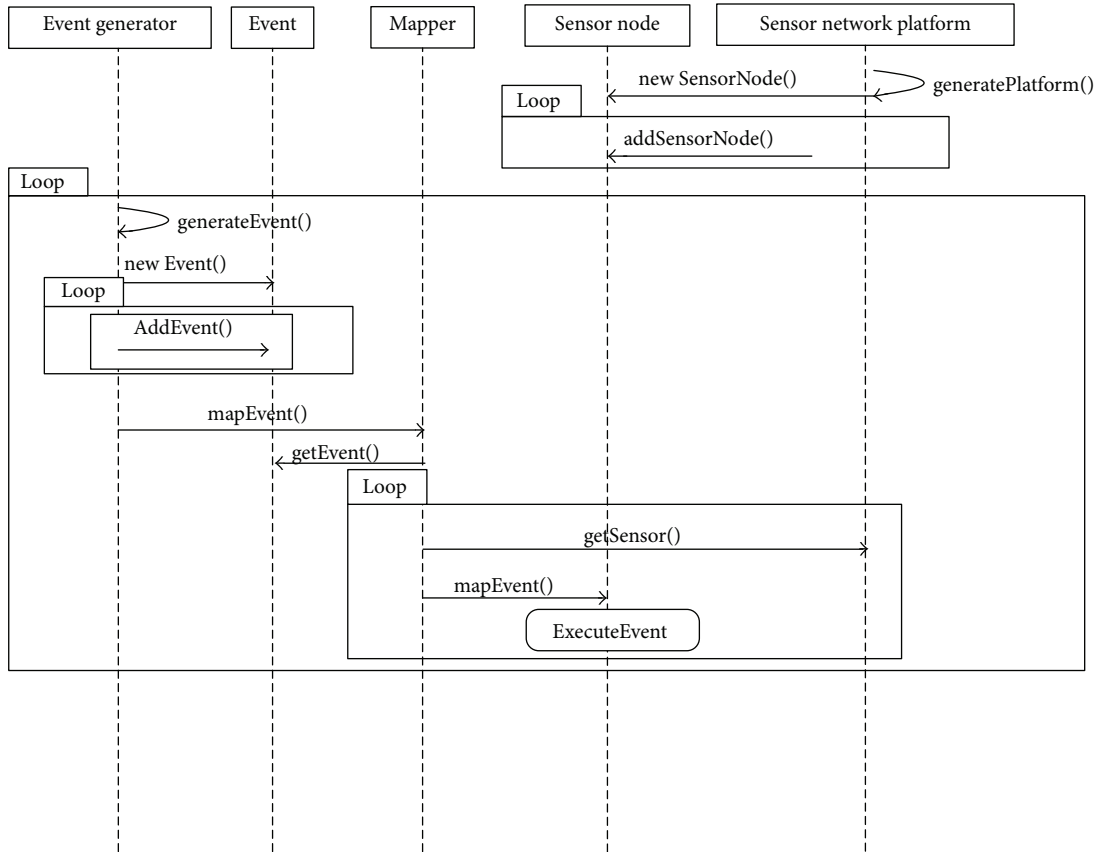 Event generator
Event
Mapper
Sensor node
Sensor network platform
new SensorNode()
generatePlatform()
Loop
addSensorNode()
Loop
generateEvent()
new Event()
Loop
AddEvent()
mapEvent()
getEvent()
Loop
getSensor()
mapEvent()
ExecuteEvent